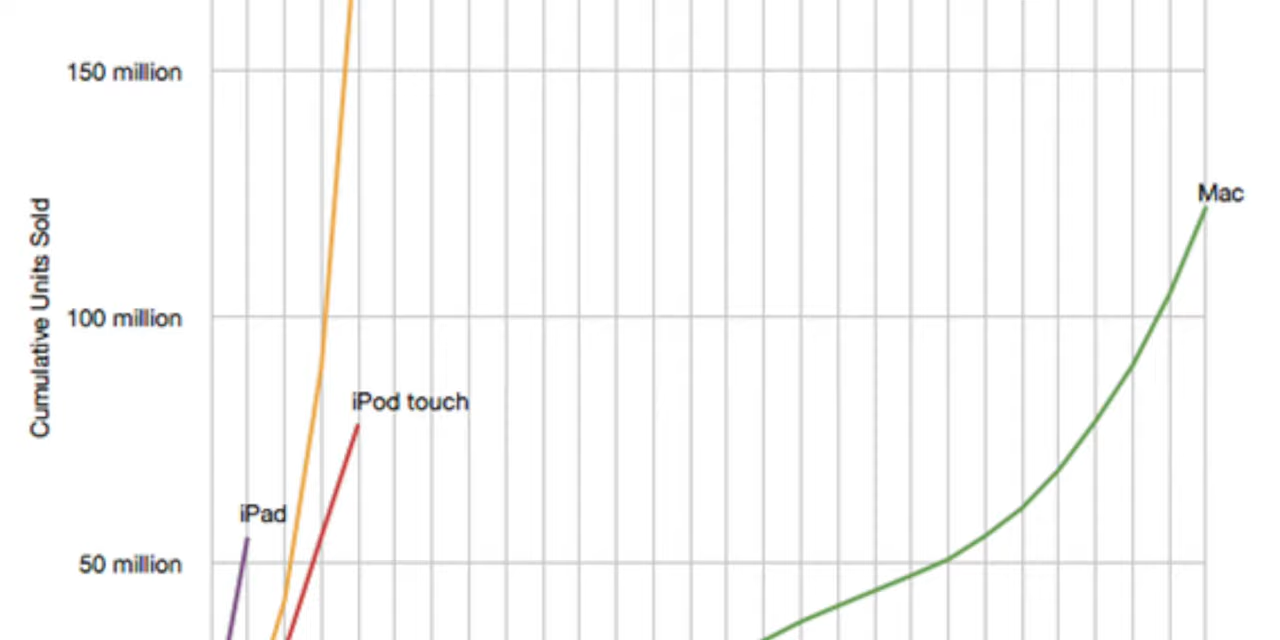 150 million
Mac
Cumulative Units Sold
100 million
iPod touch
iPad
50 million